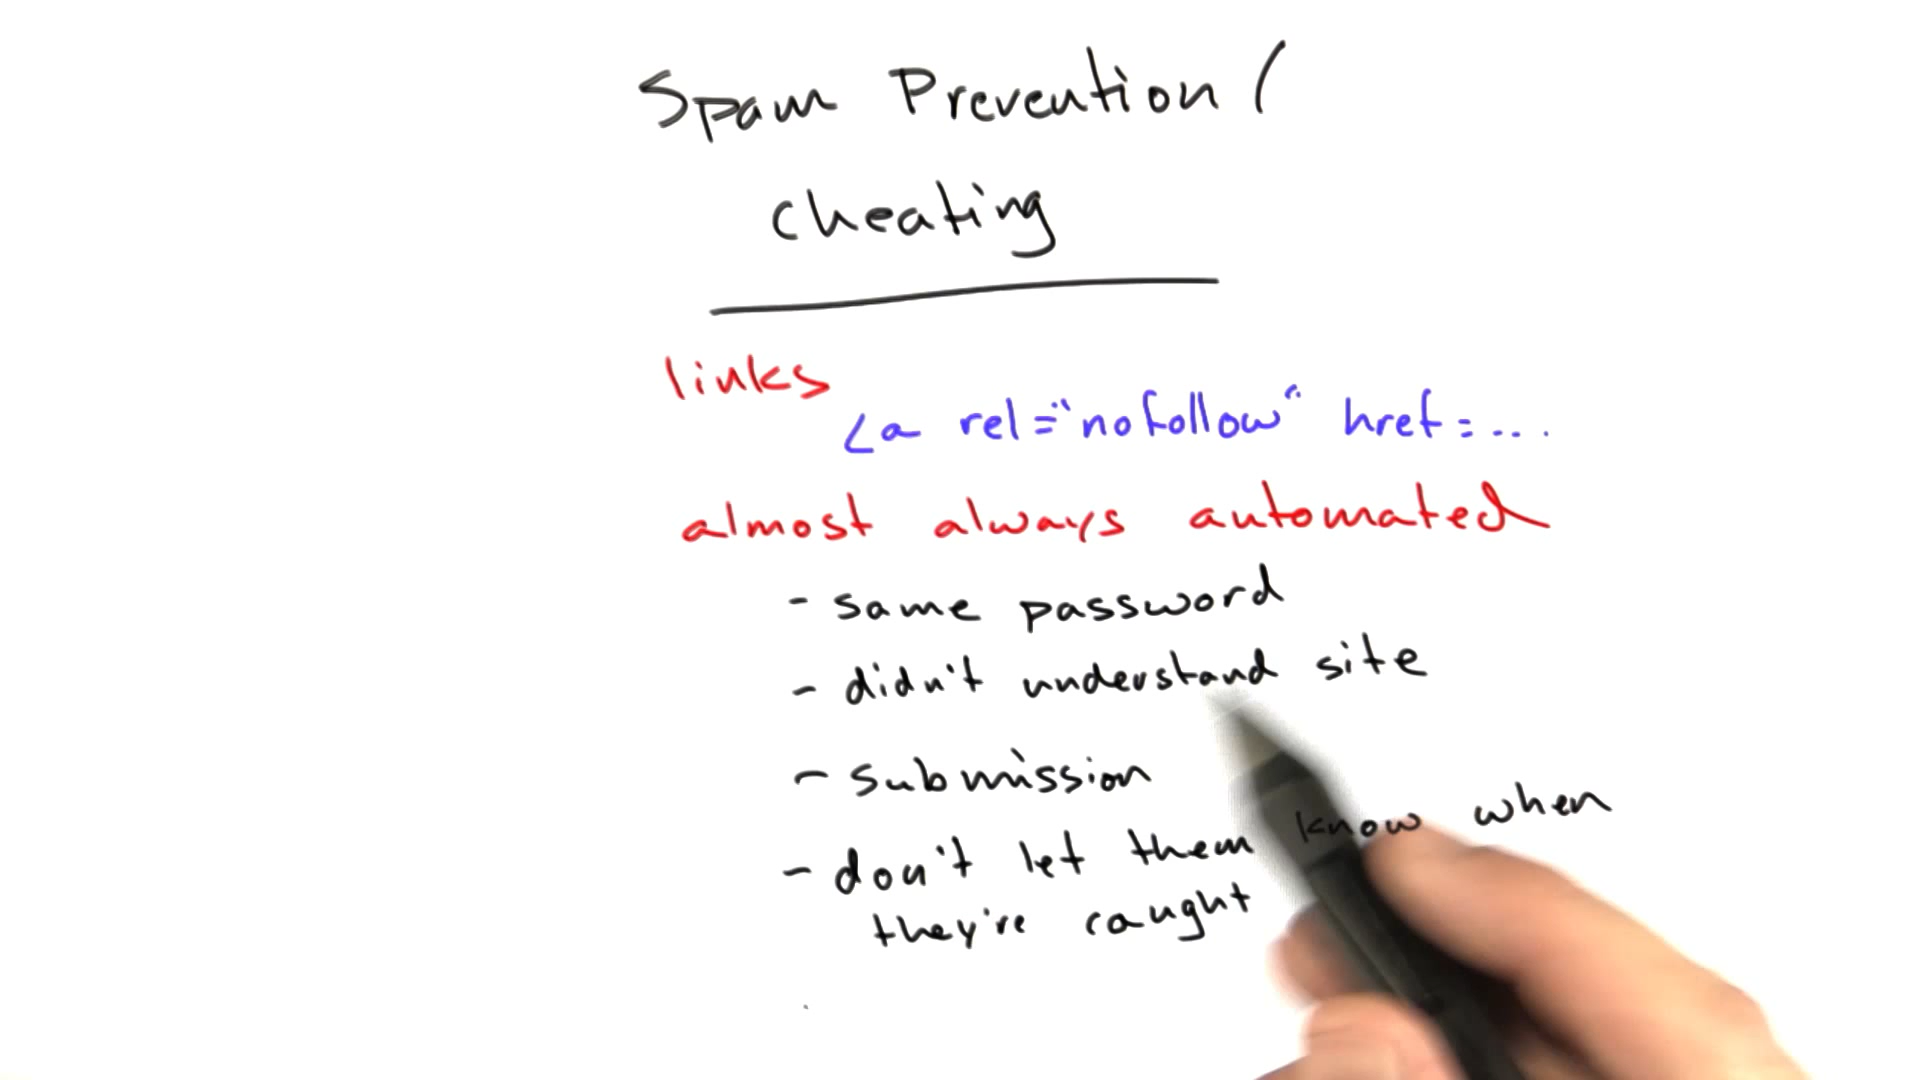 Spam Prevention/
cheating
links
<a rel="nofollow" href=...
almost always automated
- same password
- didn't understand site
- submission
- don't let them know when
they're caught